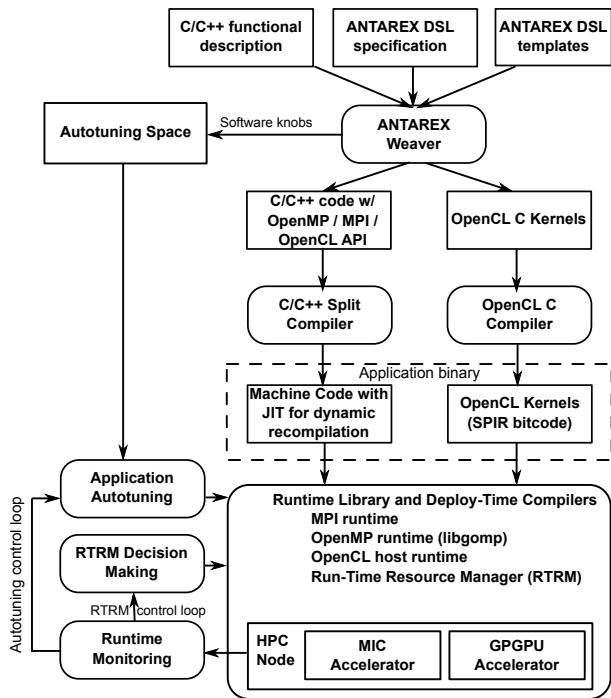 C/C++ functional
description
ANTAREX DSL
specification
ANTAREX DSL
templates
Autotuning Space
Software knobs
ANTAREX
Weaver
C/C++ code w/
OpenMP / MPI /
OpenCL API
OpenCL C Kernels
C/C++ Split
Compiler
OpenCL C
Compiler
Application binary
Machine Code with
JIT for dynamic
recompilation
OpenCL Kernels
(SPIR bitcode)
Application
Autotuning
Runtime Library and Deploy-Time Compilers
MPI runtime
OpenMP runtime (libgomp)
OpenCL host runtime
Run-Time Resource Manager (RTRM)
Autotuning control loop
RTRM Decision
Making
RTRM control loop
Runtime
Monitoring
HPC
Node
MIC
Accelerator
GPGPU
Accelerator